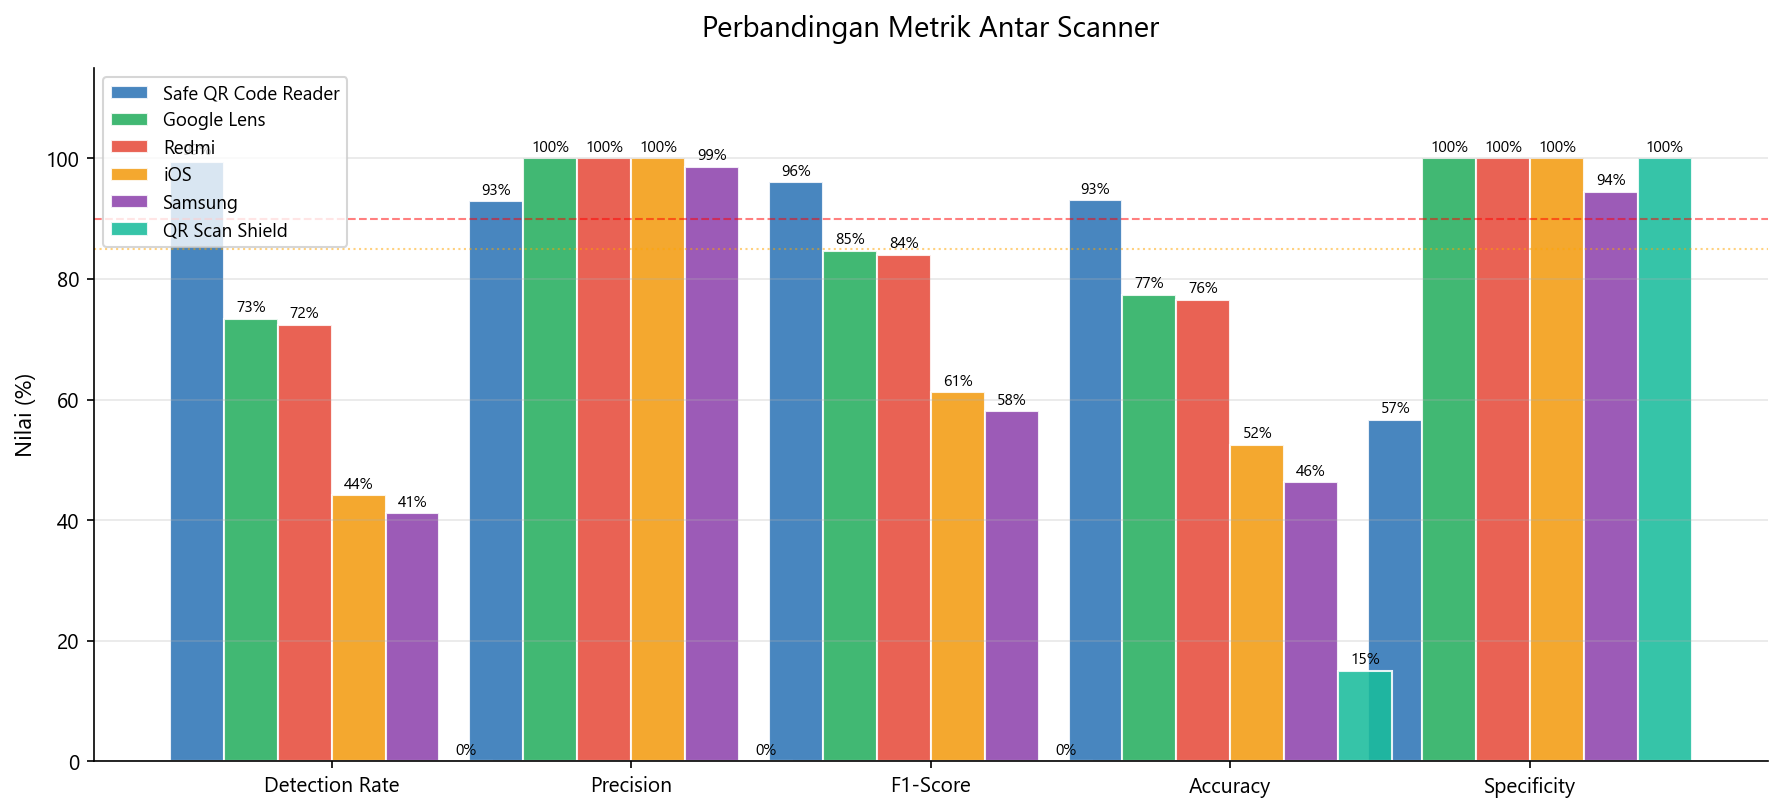 Perbandingan Metrik Antar Scanner
Safe QR Code Reader
Google Lens
Redmi
iOS
Samsung
QR Scan Shield
Nilai (%)
100
80
60
40
20
0
73%
72%
44%
41%
0%
93%
100%
100%
100%
99%
0%
96%
85%
84%
61%
58%
0%
93%
77%
76%
52%
46%
15%
57%
100%
100%
100%
94%
100%
Detection Rate
Precision
F1-Score
Accuracy
Specificity